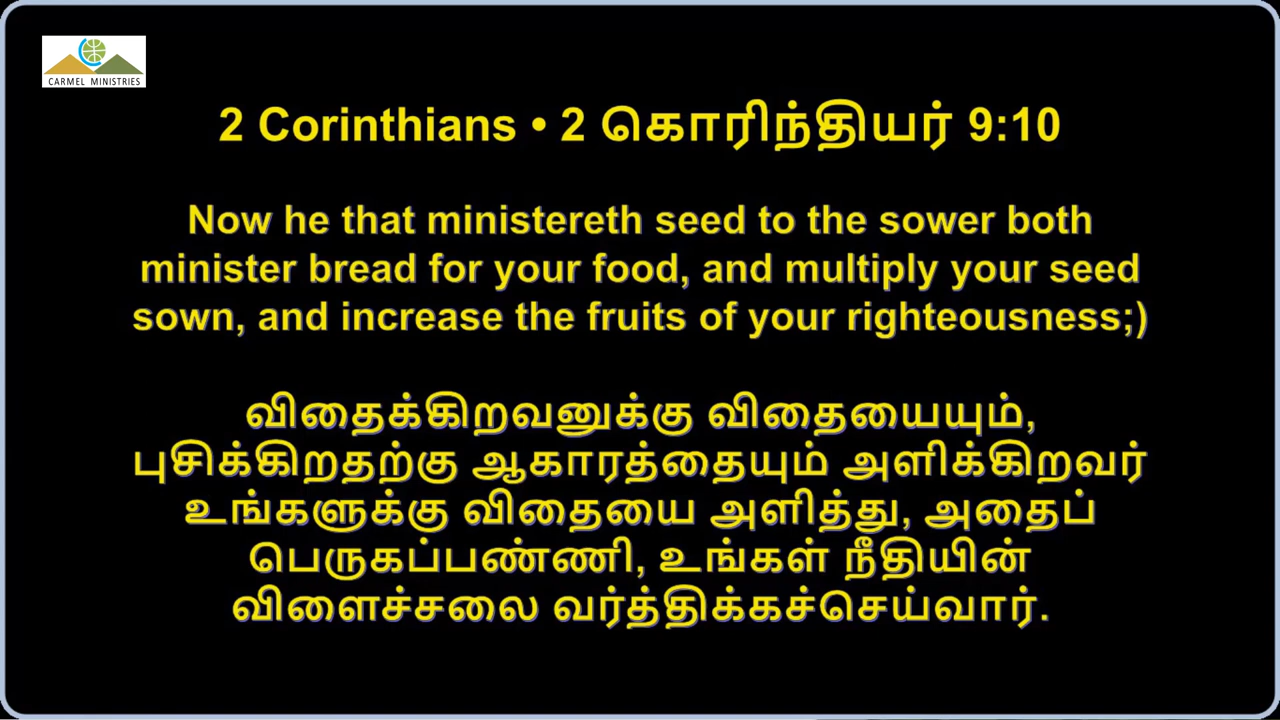 CARMEL MINISTRIES
2 Corinthians • 2 கொரிந்தியர் 9:10
Now he that ministereth seed to the sower both
minister bread for your food, and multiply your seed
sown, and increase the fruits of your righteousness;)
விதைக்கிறவனுக்கு விதையையும்,
புசிக்கிறதற்கு ஆகாரத்தையும் அளிக்கிறவர்
உங்களுக்கு விதையை அளித்து, அதைப்
பெருகப்பண்ணி, உங்கள் நீதியின்
விளைச்சலை வர்த்திக்கச்செய்வார்.